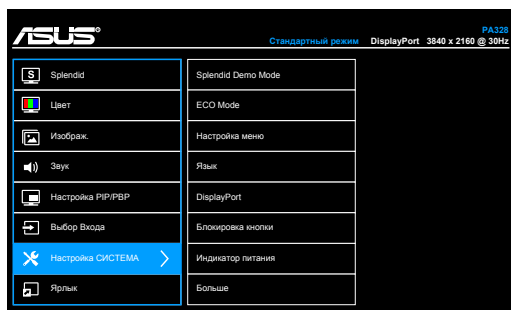 ASUS
PA328
Стандартный режим DisplayPort 3840 x 2160 @ 30Hz
S Splendid
Цвет
Изображ.
Звук
Настройка PIP/PBP
Выбор Входа
Настройка СИСТЕМА
Ярлык
Splendid Demo Mode
ECO Mode
Настройка меню
Язык
DisplayPort
Блокировка кнопки
Индикатор питания
Больше